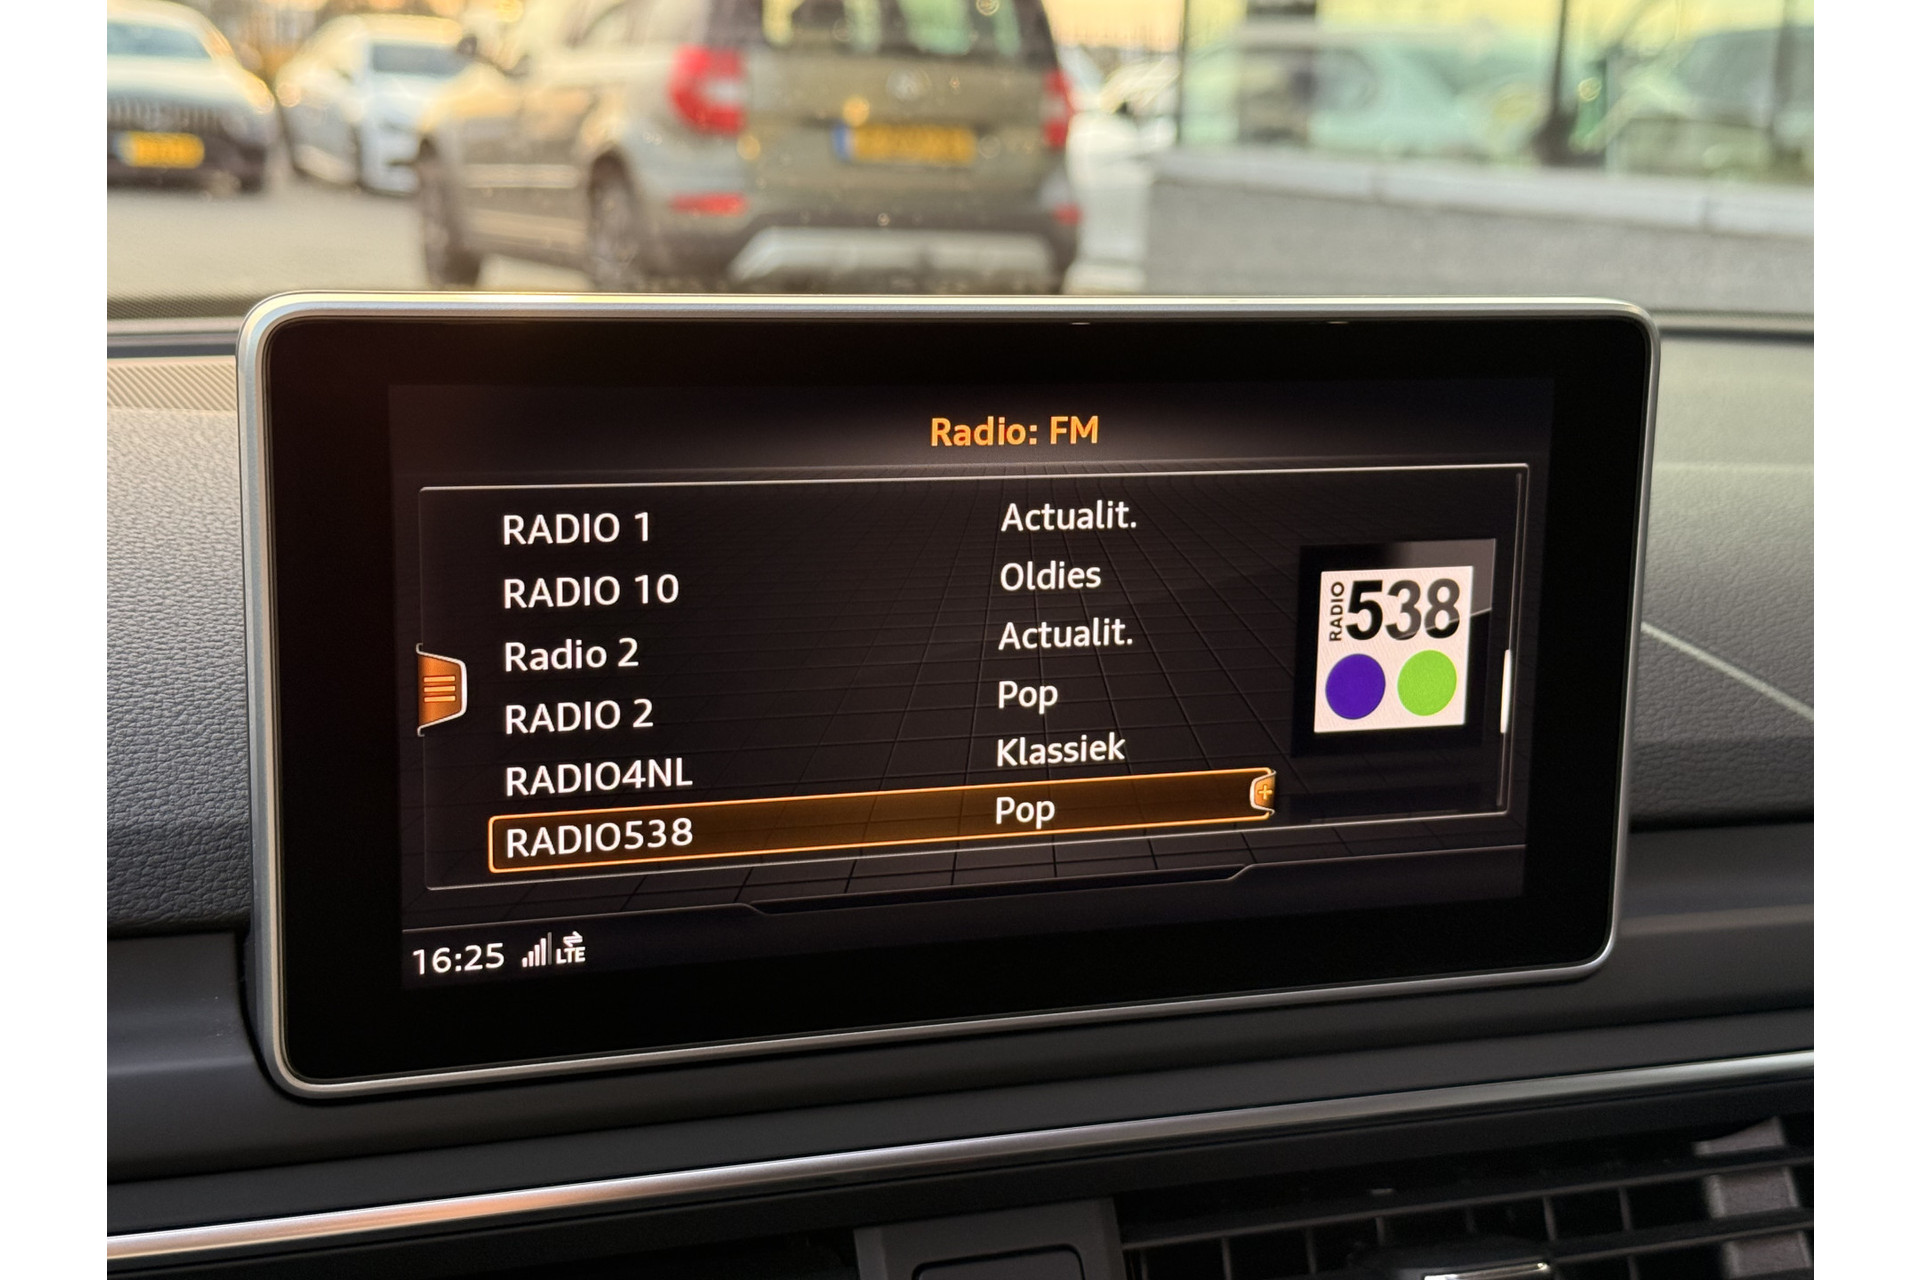 Radio: FM
RADIO 1 Actualit.
RADIO 10 Oldies
Radio 2 Actualit.
RADIO 2 Pop
RADIO4NL Klassiek
RADIO538 Pop
RADIO 538
16:25 LTE